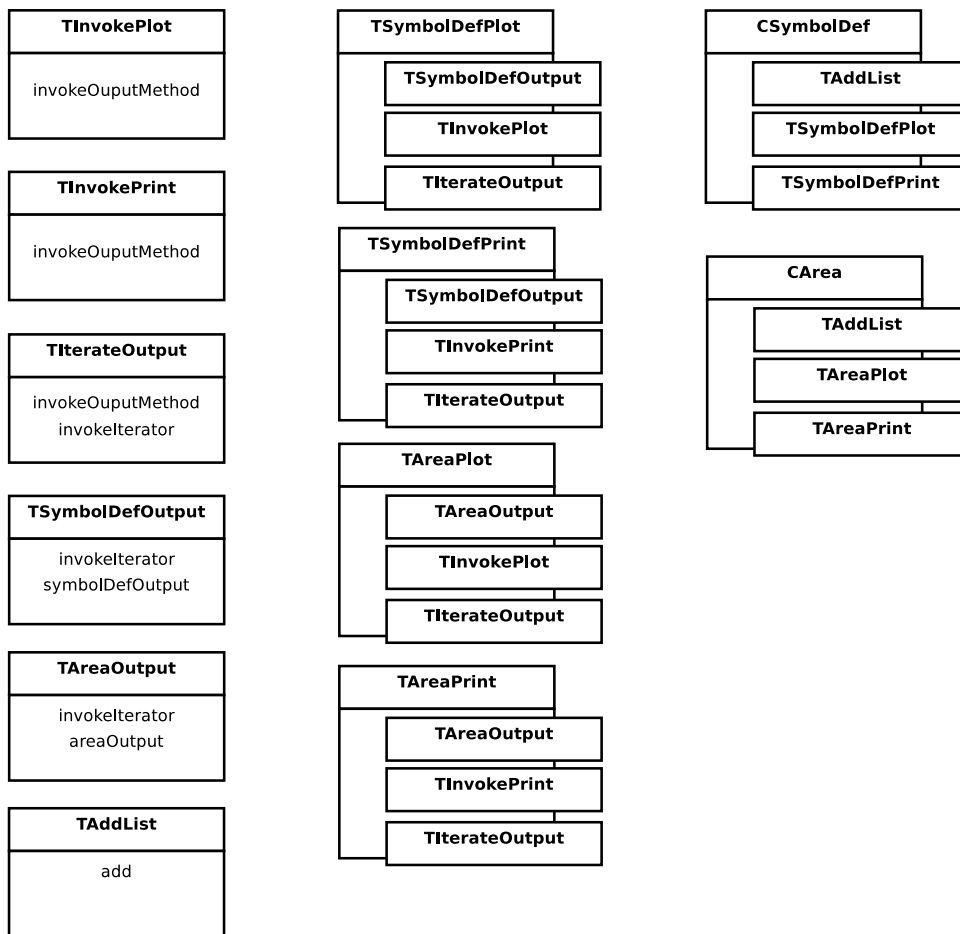 TInvokePlot
invokeOuputMethod
TInvokePrint
invokeOuputMethod
TIterateOutput
invokeOuputMethod
invokeIterator
TSymbolDefOutput
invokeIterator
symbolDefOutput
TAreaOutput
invokeIterator
areaOutput
TAddList
add
TSymbolDefPlot
TSymbolDefOutput
TInvokePlot
TIterateOutput
TSymbolDefPrint
TSymbolDefOutput
TInvokePrint
TIterateOutput
TAreaPlot
TAreaOutput
TInvokePlot
TIterateOutput
TAreaPrint
TAreaOutput
TInvokePrint
TIterateOutput
CSymbolDef
TAddList
TSymbolDefPlot
TSymbolDefPrint
CArea
TAddList
TAreaPlot
TAreaPrint